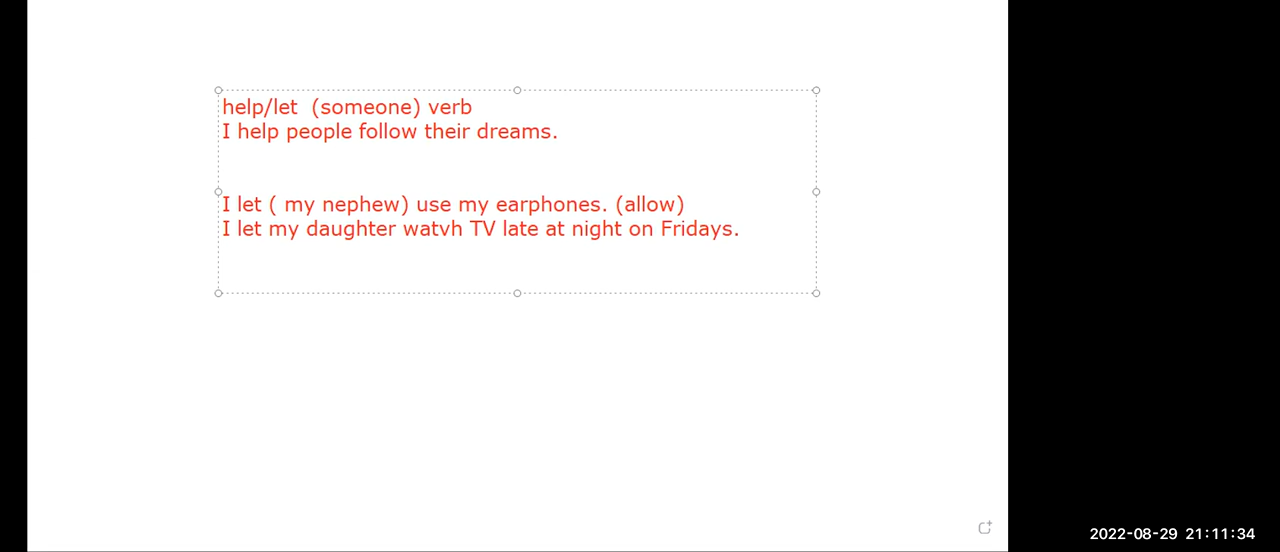 help/let  (someone) verb
I help people follow their dreams.
I let ( my nephew) use my earphones. (allow)
I let my daughter watvh TV late at night on Fridays.
2022-08-29 21:11:34